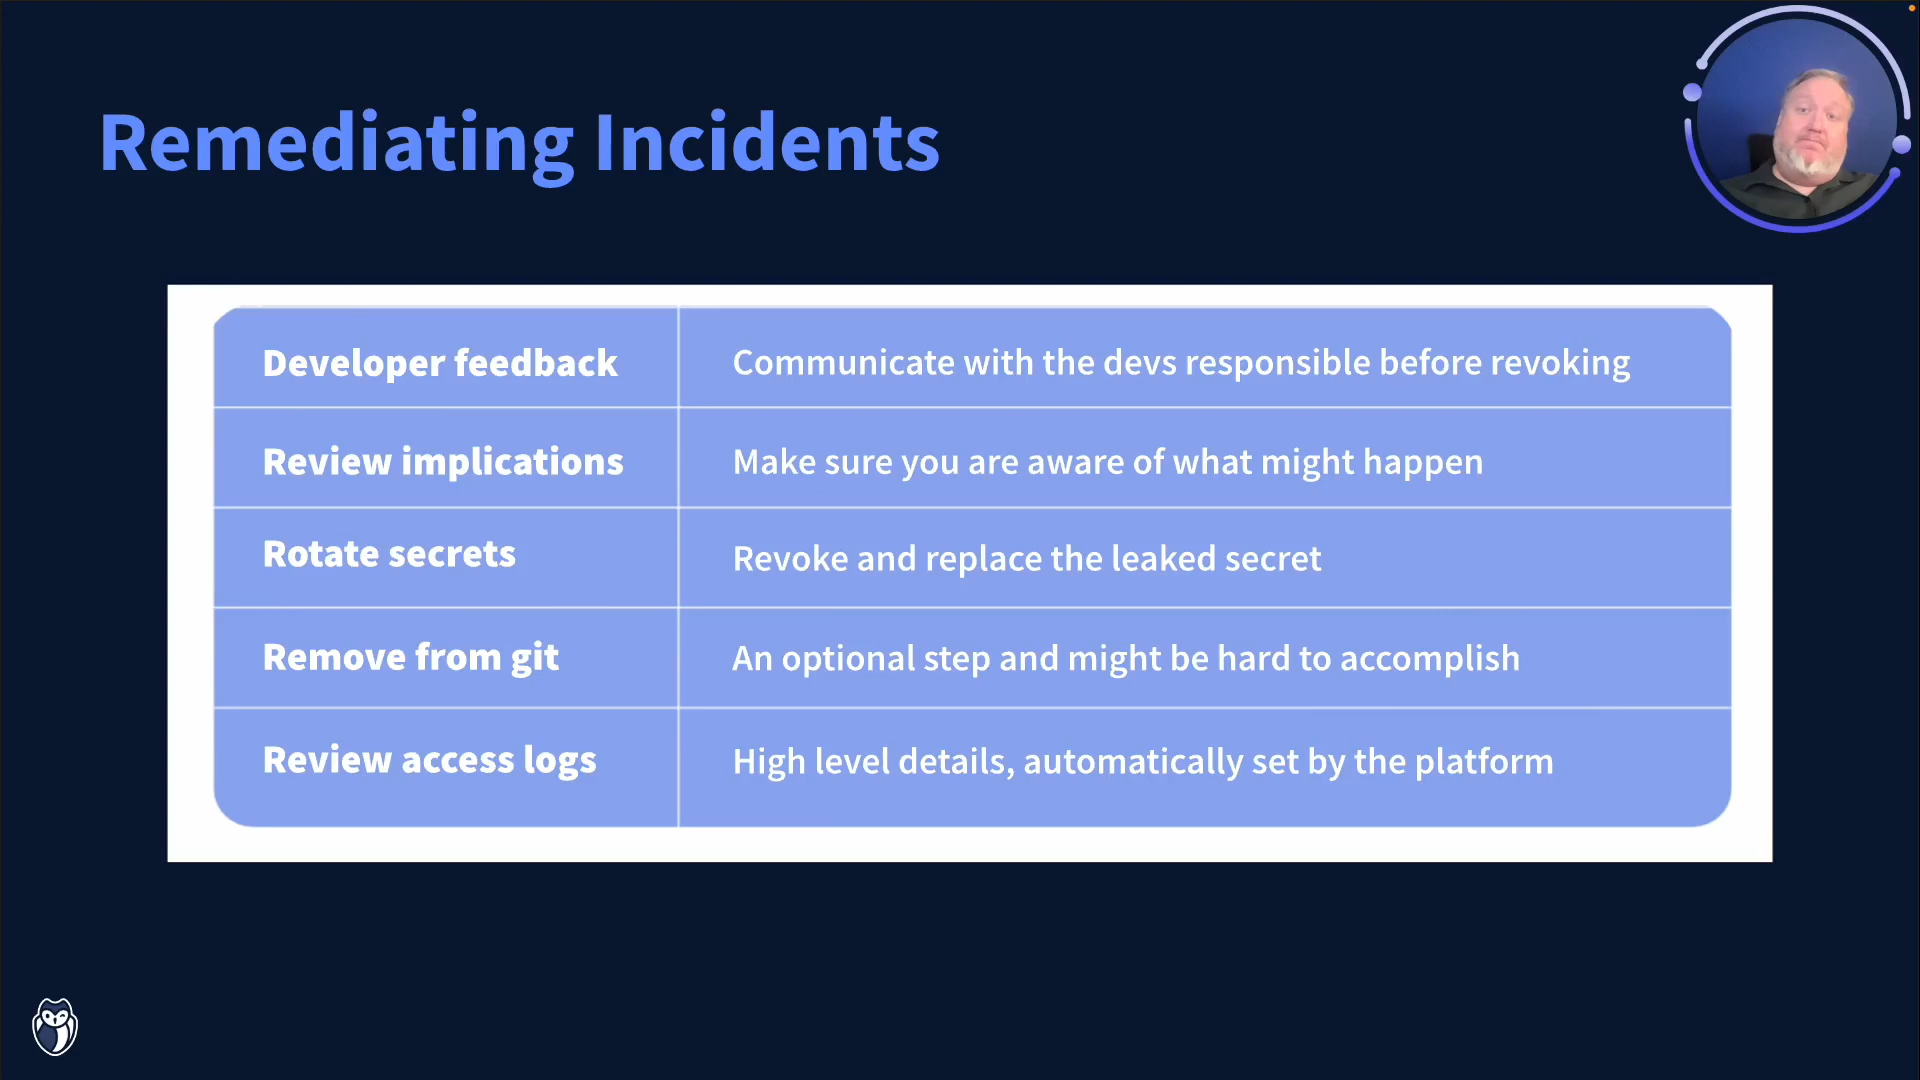 Remediating Incidents
Developer feedback
Communicate with the devs responsible before revoking
Review implications
Make sure you are aware of what might happen
Rotate secrets
Revoke and replace the leaked secret
Remove from git
An optional step and might be hard to accomplish
Review access logs
High level details, automatically set by the platform